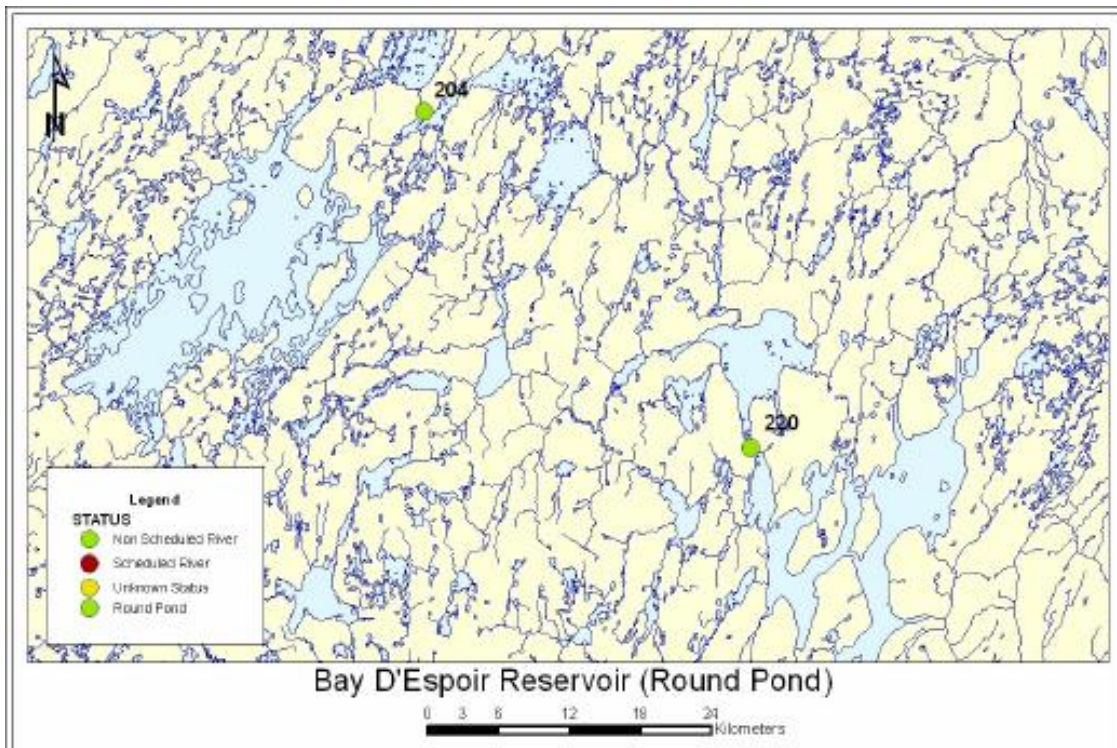 204
N
220
Legend
STATUS
Non Scheduled River
Scheduled River
Unknown Status
Round Pond
Bay D'Espoir Reservoir (Round Pond)
0 3 6 12 18 24
Kilometers